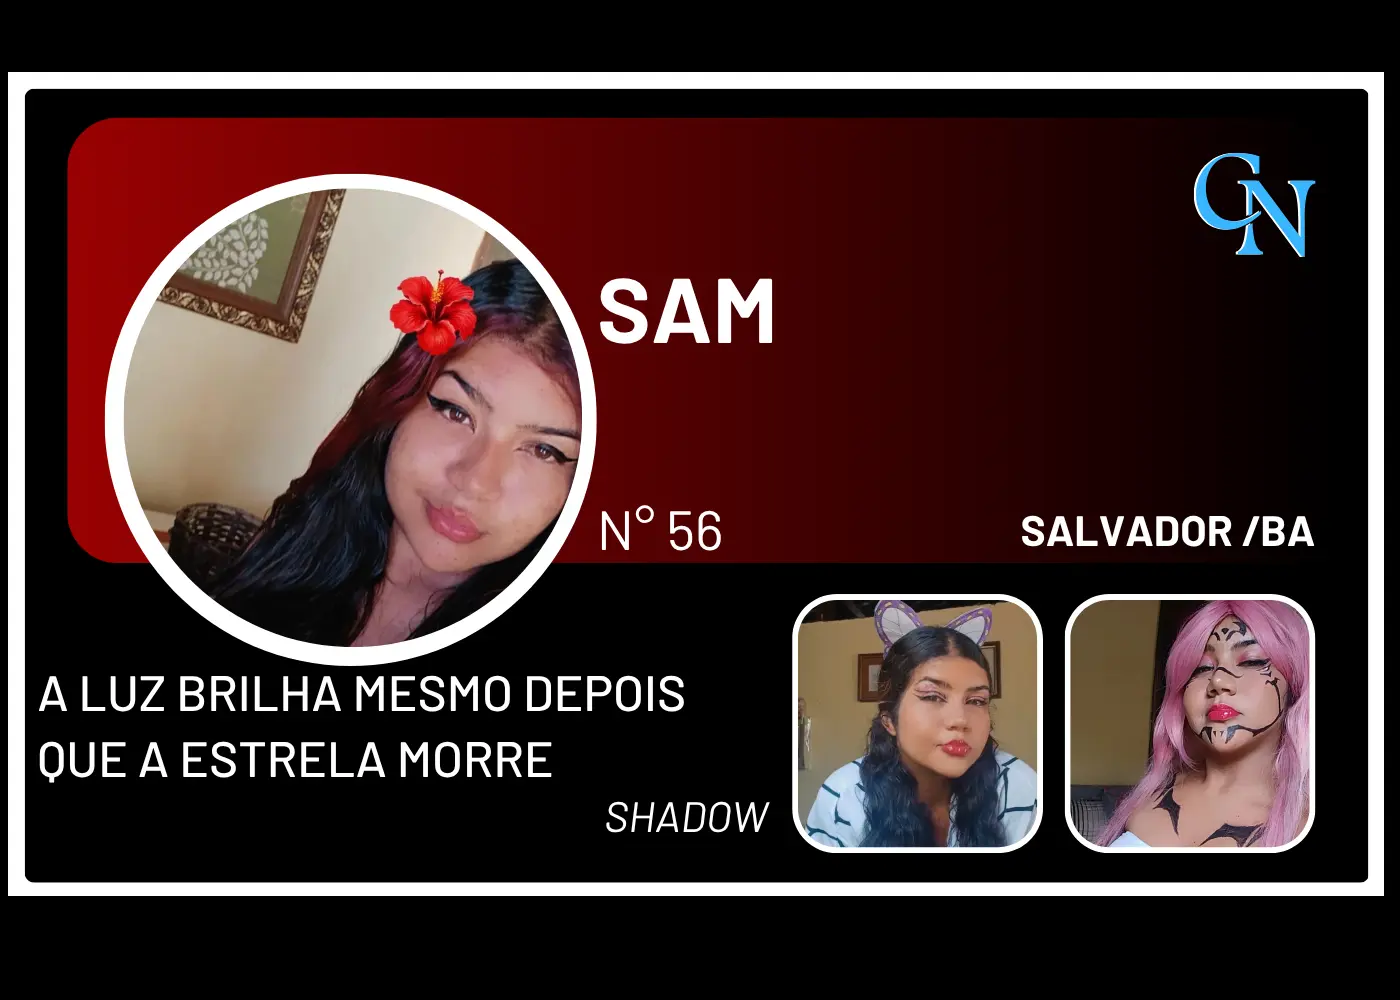 CN
SAM
N° 56
SALVADOR /BA
A LUZ BRILHA MESMO DEPOIS
QUE A ESTRELA MORRE
SHADOW